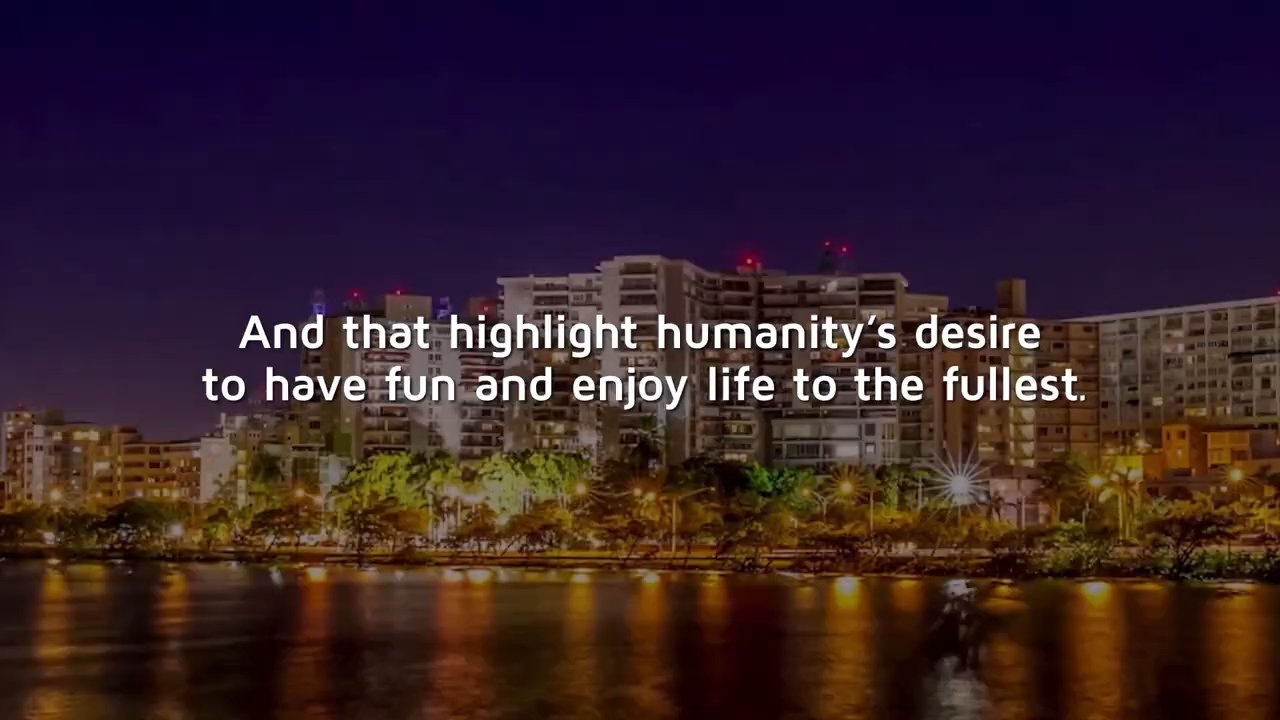 And that highlight humanity's desire
to have fun and enjoy life to the fullest.